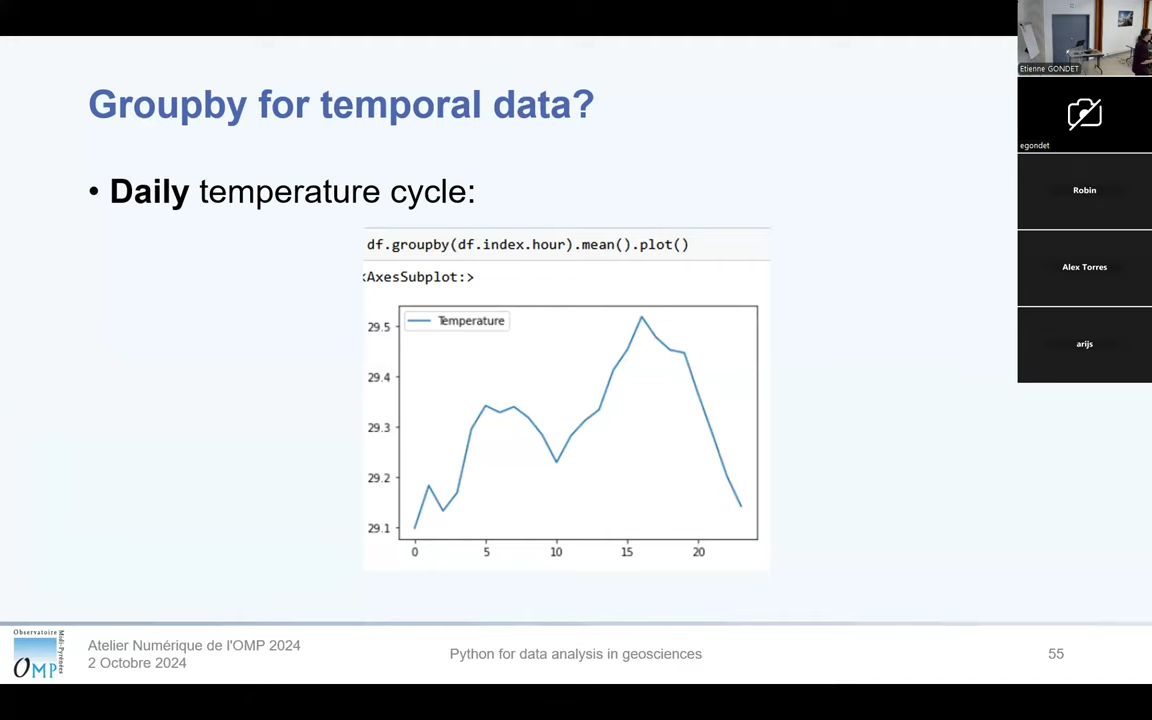 Groupby for temporal data?
• Daily temperature cycle:
df.groupby(df.index.hour).mean().plot()
<AxesSubplot:>
Temperature
29.5
29.4
29.3
29.2
29.1
0 5 10 15 20
Observatoire
Midi-Pyrénées
OMP
Atelier Numérique de l'OMP 2024
2 Octobre 2024
Python for data analysis in geosciences
55
Etienne GONDET
egondet
Robin
Alex Torres
arijs